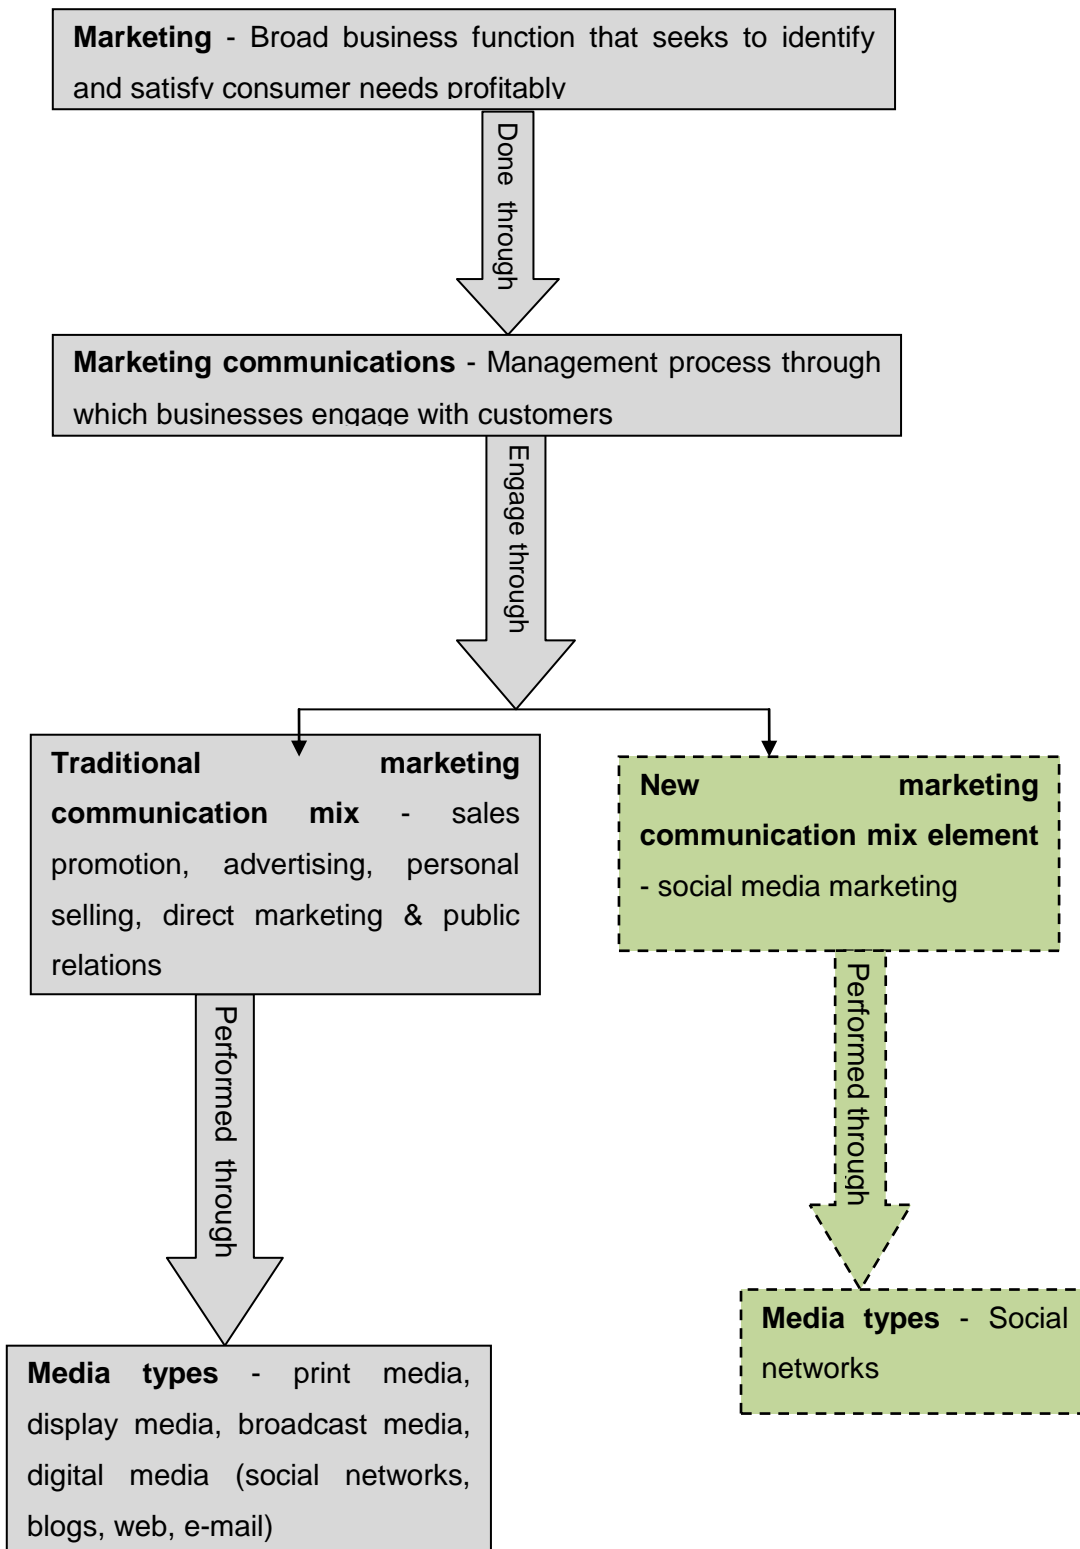 Marketing - Broad business function that seeks to identify
and satisfy consumer needs profitably
Done through
Marketing communications - Management process through
which businesses engage with customers
Engage through
Traditional marketing
communication mix - sales
promotion, advertising, personal
selling, direct marketing & public
relations
New marketing
communication mix element
- social media marketing
Performed through
Performed through
Media types - Social
networks
Media types - print media,
display media, broadcast media,
digital media (social networks,
blogs, web, e-mail)